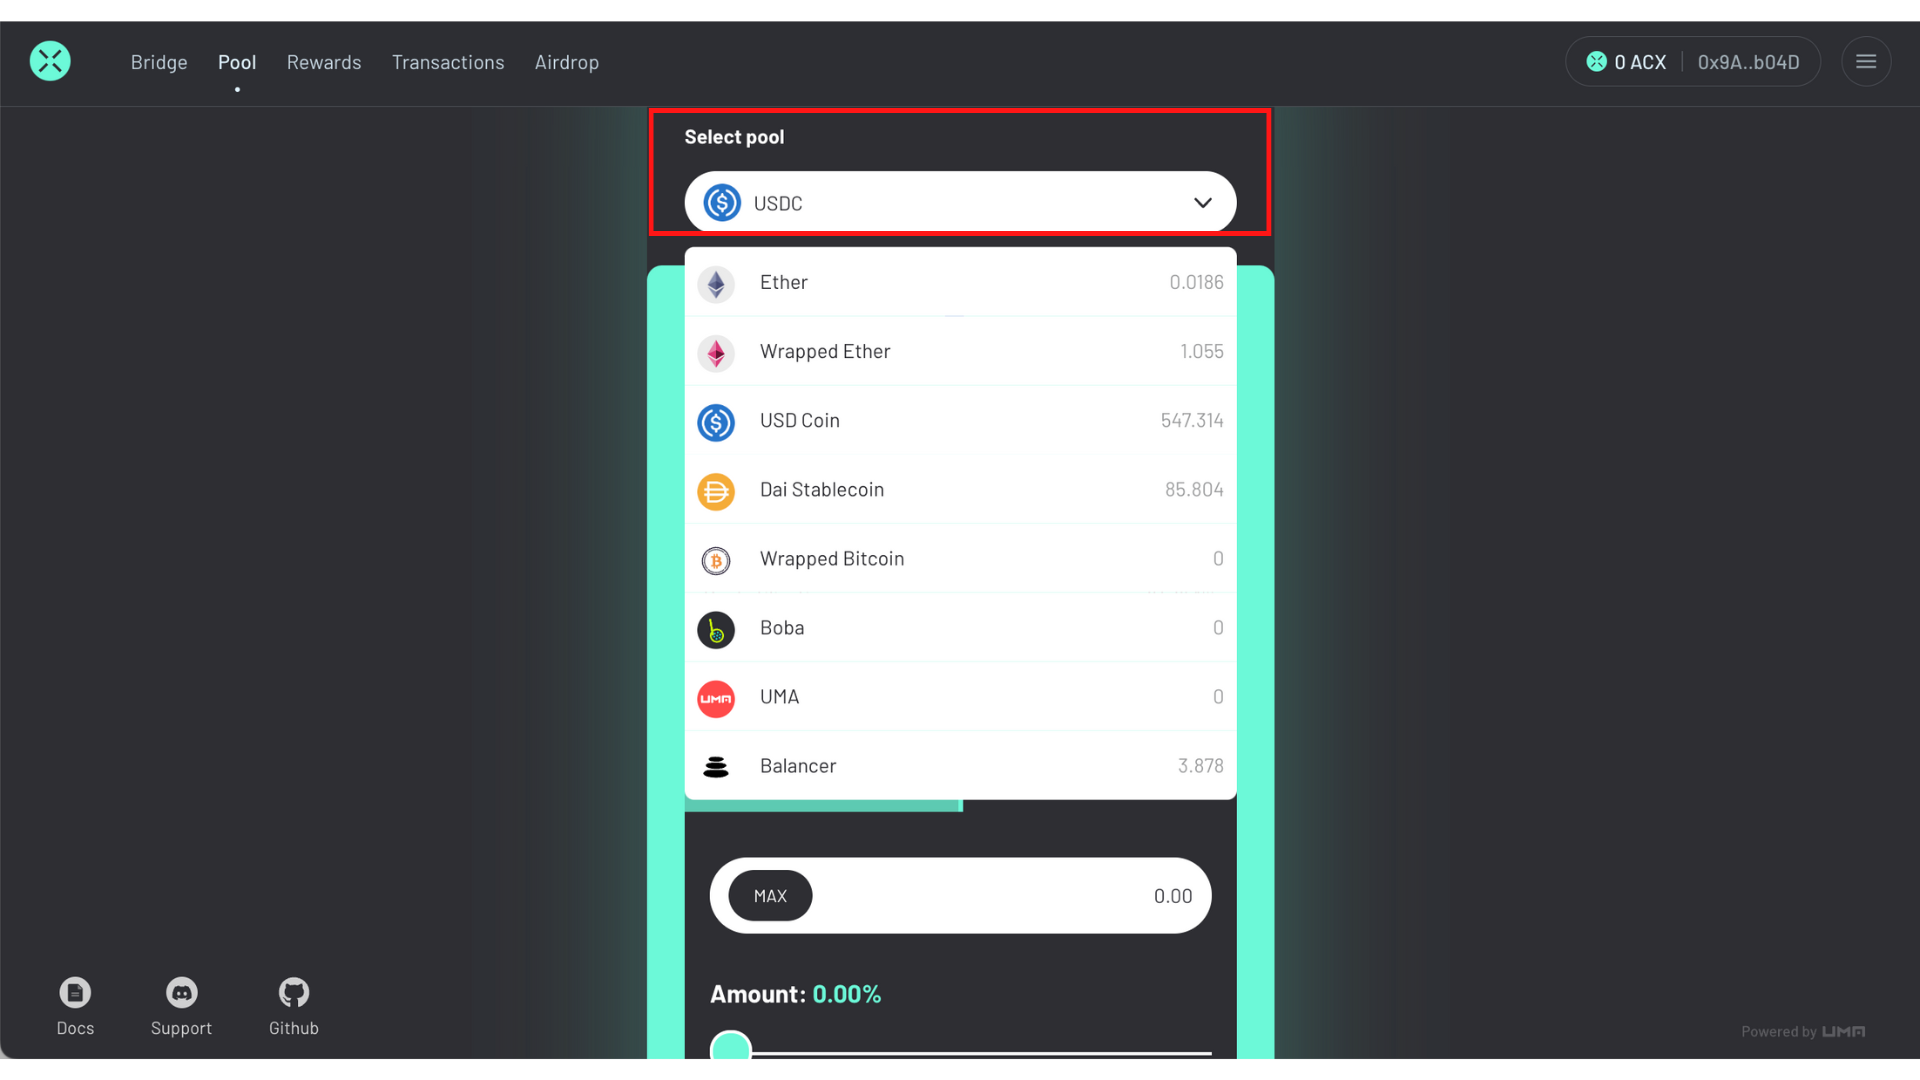 Bridge Pool Rewards Transactions Airdrop 0 ACX 0x9A..b04D
Select pool
USDC
Ether 0.0186
Wrapped Ether 1.055
USD Coin 547.314
Dai Stablecoin 85.804
Wrapped Bitcoin 0
Boba 0
UMA UMA 0
Balancer 3.878
MAX 0.00
Amount: 0.00%
Docs Support Github
Powered by UMA